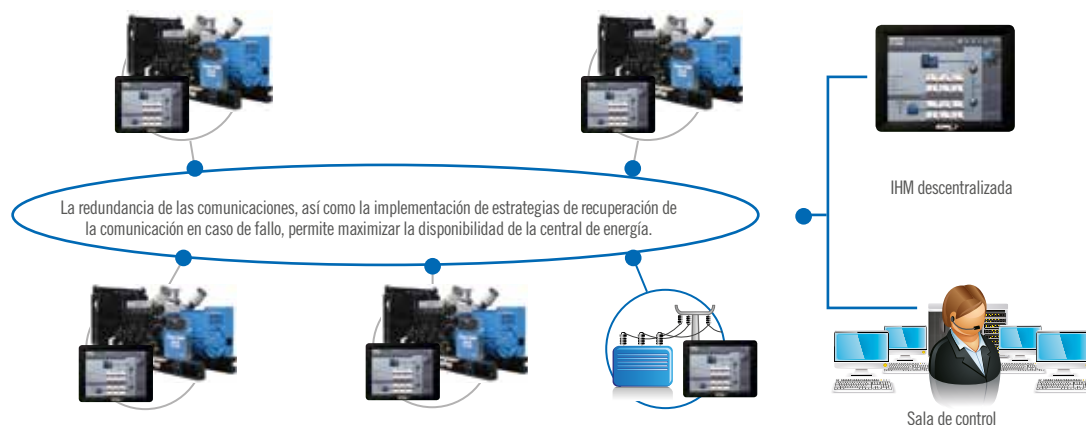 La redundancia de las comunicaciones, así como la implementación de estrategias de recuperación de
la comunicación en caso de fallo, permite maximizar la disponibilidad de la central de energía.
IHM descentralizada
Sala de control